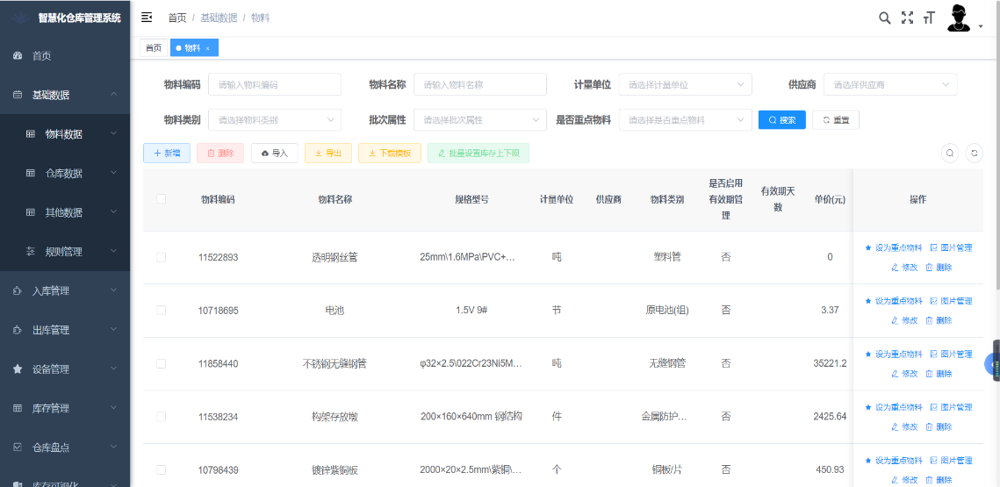 智慧化仓库管理系统
首页 / 基础数据 / 物料
首页
物料 ×
首页
基础数据
物料数据
仓库数据
其他数据
规则管理
入库管理
出库管理
设备管理
库存管理
仓库盘点
库存可视化
物料编码 请输入物料编码 物料名称 请输入物料名称 计量单位 请选择计量单位 供应商 请选择供应商
物料类别 请选择物料类别 批次属性 请选择批次属性 是否重点物料 请选择是否重点物料 搜索 重置
新增 删除 导入 导出 下载模板 批量设置库存上下限
物料编码 物料名称 规格型号 计量单位 供应商 物料类别 是否启用有效期管理 有效期天数 单价(元) 操作
11522893 透明钢丝管 25mm\1.6MPa\PVC+… 吨 塑料管 否 0 设为重点物料 图片管理
修改 删除
10718695 电池 1.5V 9# 节 原电池(组) 否 3.37 设为重点物料 图片管理
修改 删除
11858440 不锈钢无缝钢管 φ32×2.5\022Cr23Ni5M… 吨 无缝钢管 否 35221.2 设为重点物料 图片管理
修改 删除
11538234 构架存放墩 200×160×640mm 钢结构 件 金属防护… 否 2425.64 设为重点物料 图片管理
修改 删除
10798439 镀锌紫铜板 2000×20×2.5mm\紫铜\… 个 铜板/片 否 450.93 设为重点物料 图片管理
修改 删除